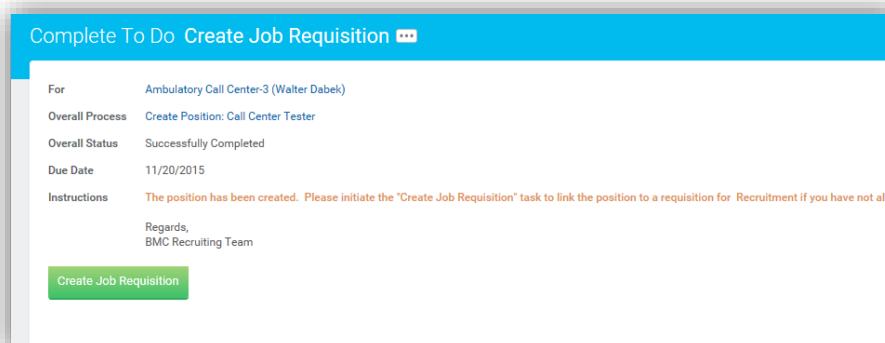 Complete To Do Create Job Requisition
For Ambulatory Call Center-3 (Walter Dabek)
Overall Process Create Position: Call Center Tester
Overall Status Successfully Completed
Due Date 11/20/2015
Instructions The position has been created. Please initiate the "Create Job Requisition" task to link the position to a requisition for Recruitment if you have not al
Regards,
BMC Recruiting Team
Create Job Requisition